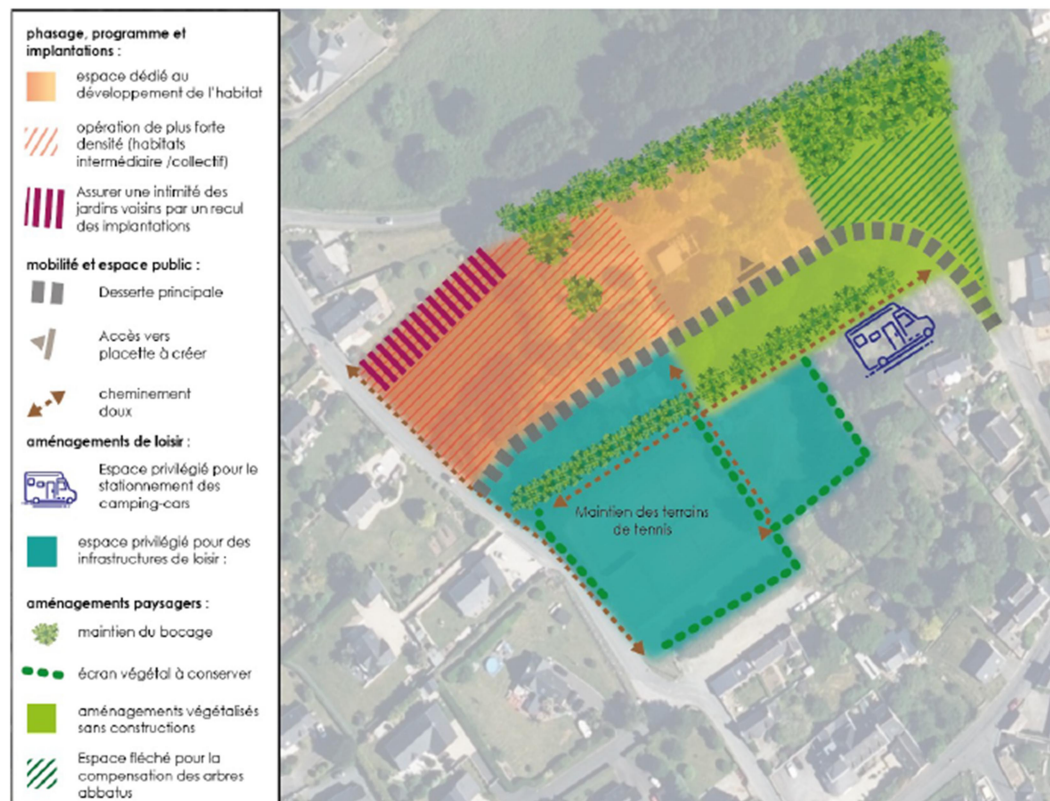 phasage, programme et
implantations :
espace dédié au
développement de l'habitat
opération de plus forte
densité (habitats
intermédiaire /collectif)
Assurer une intimité des
jardins voisins par un recul
des implantations
mobilité et espace public :
Desserte principale
Accès vers
placette à créer
cheminement
doux
aménagements de loisir :
Espace privilégié pour le
stationnement des
camping-cars
espace privilégié pour des
infrastructures de loisir :
aménagements paysagers :
maintien du bocage
écran végétal à conserver
aménagements végétalisés
sans constructions
Espace fléché pour la
compensation des arbres
abbatus
Maintien des terrains
de tennis